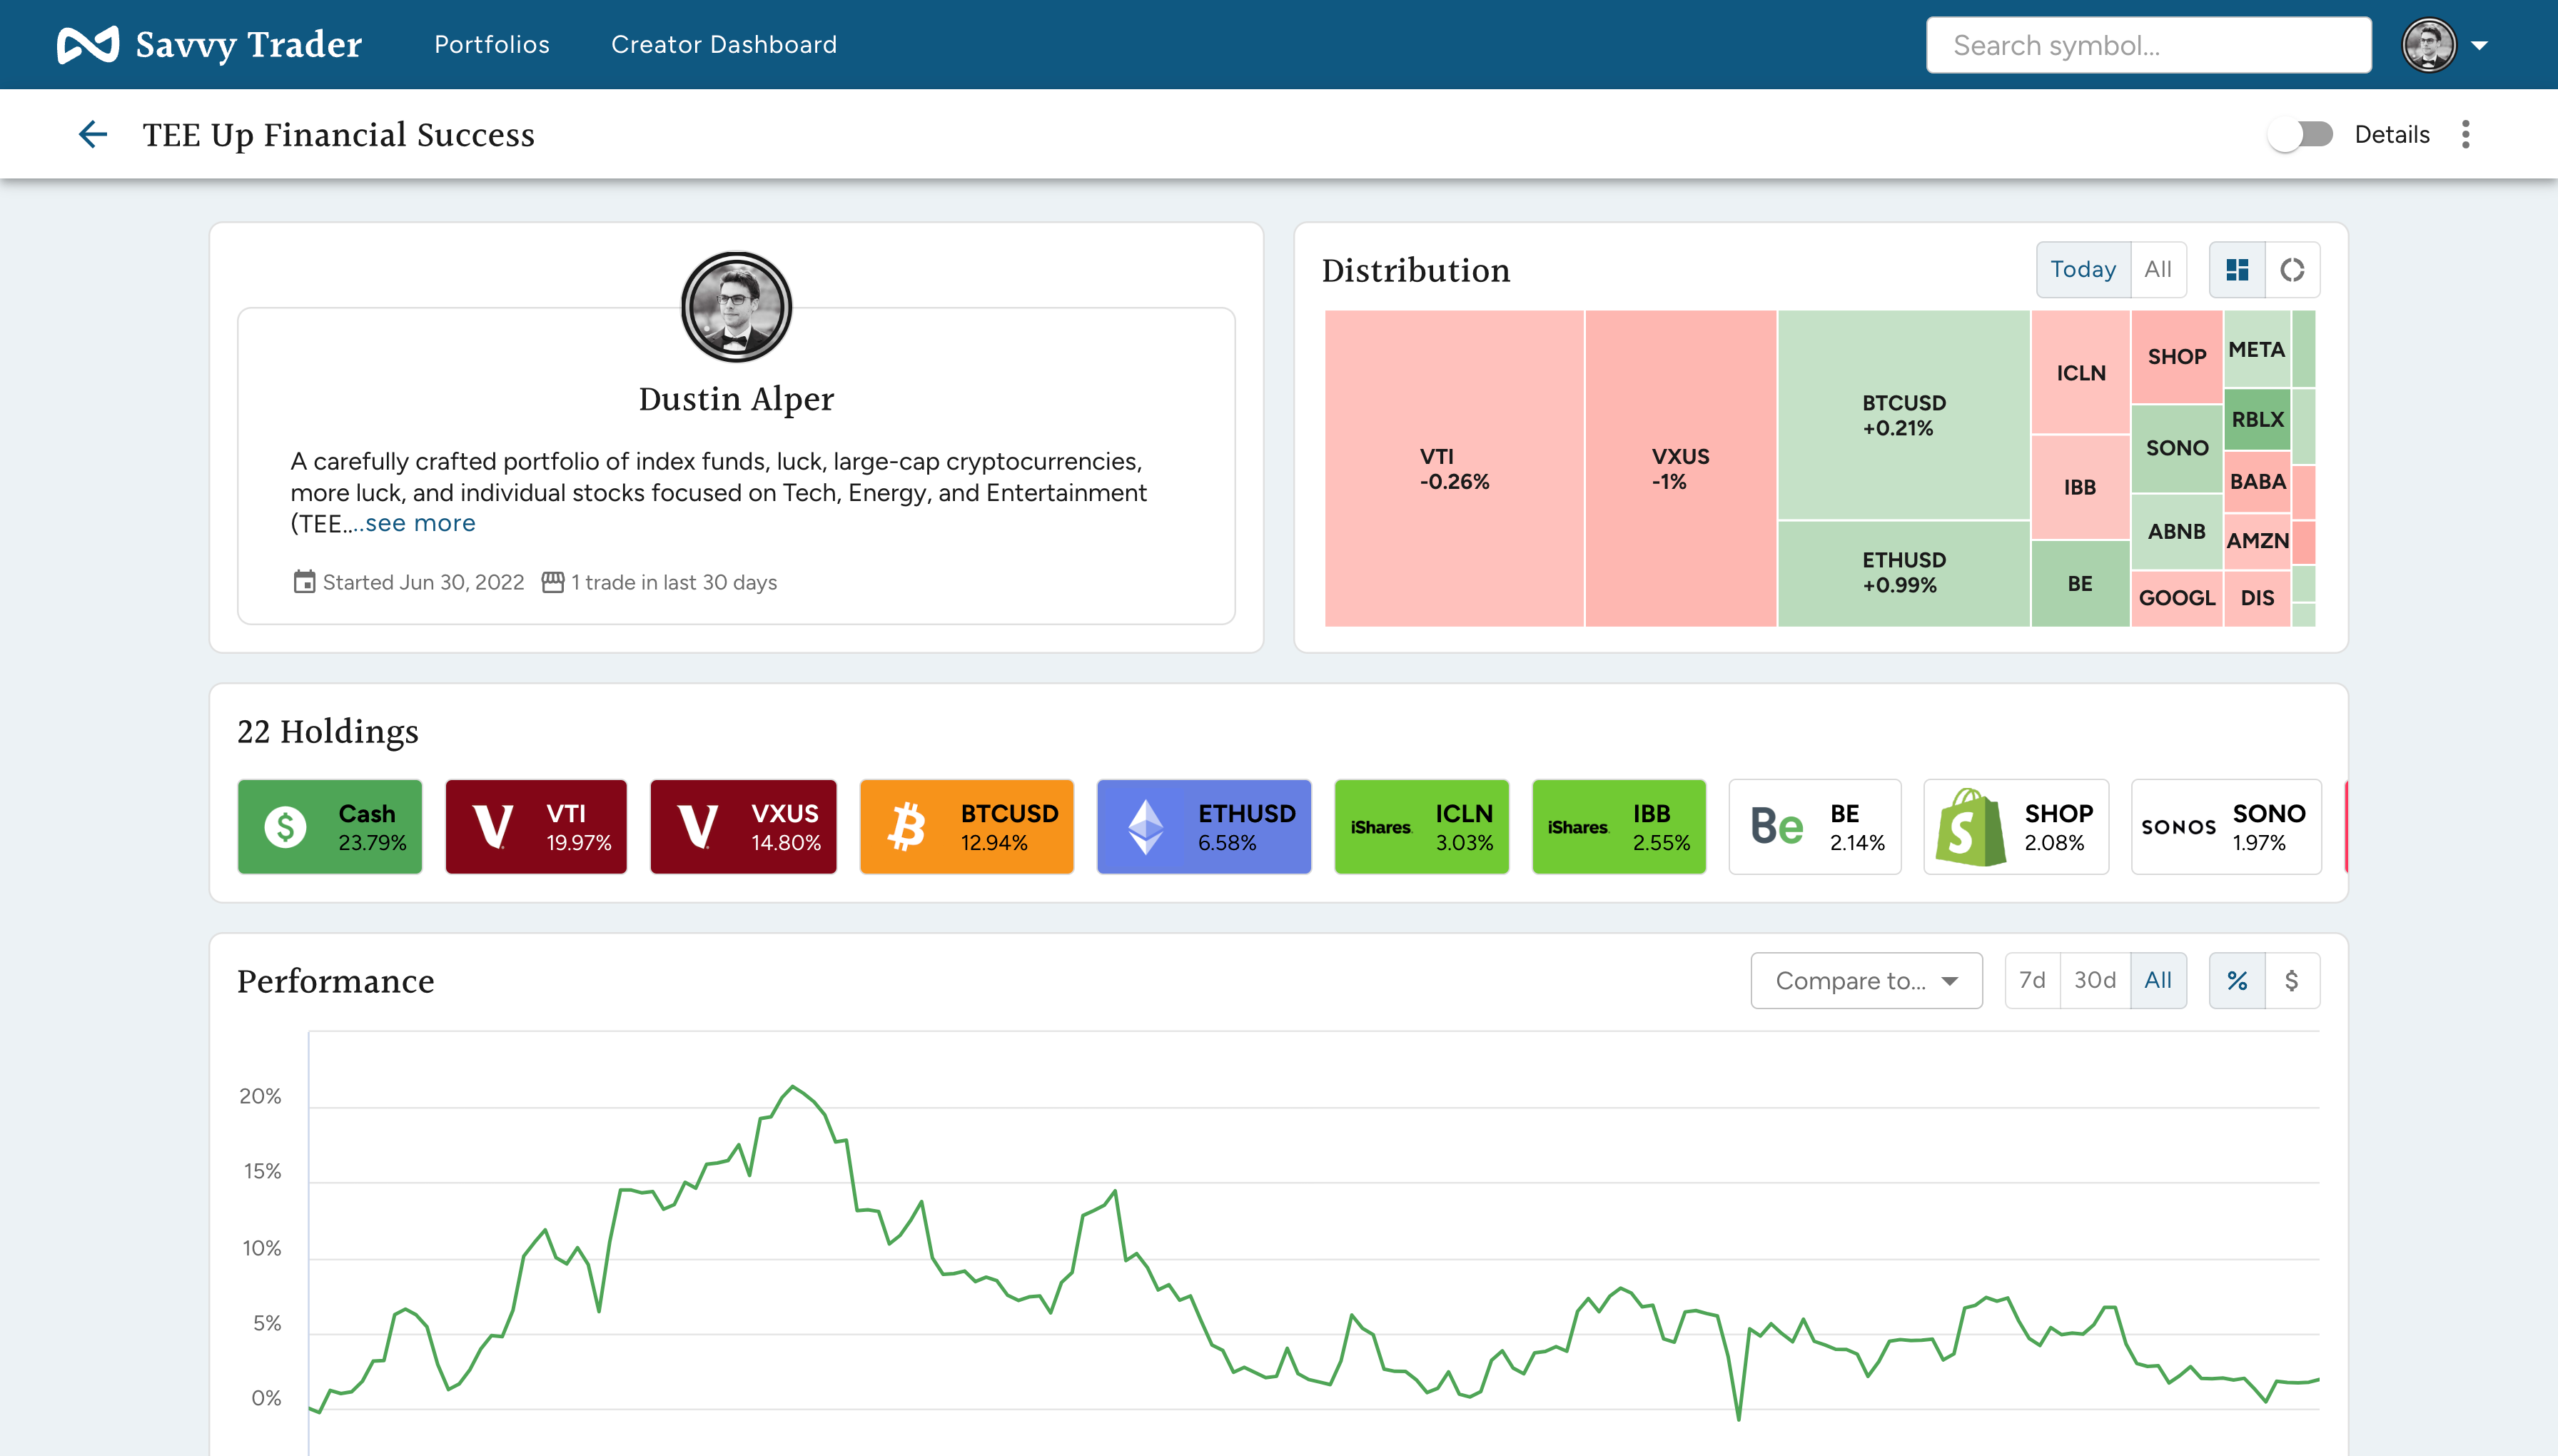 Savvy Trader
Portfolios
Creator Dashboard
Search symbol...
TEE Up Financial Success
Details
Dustin Alper
A carefully crafted portfolio of index funds, luck, large-cap cryptocurrencies,
more luck, and individual stocks focused on Tech, Energy, and Entertainment
(TEE....see more
Started Jun 30, 2022
1 trade in last 30 days
Distribution
Today
All
VTI
-0.26%
VXUS
-1%
BTCUSD
+0.21%
ETHUSD
+0.99%
ICLN
IBB
BE
SHOP
SONO
ABNB
GOOGL
META
RBLX
BABA
AMZN
DIS
22 Holdings
Cash
23.79%
VTI
19.97%
VXUS
14.80%
BTCUSD
12.94%
ETHUSD
6.58%
iShares.
ICLN
3.03%
iShares.
IBB
2.55%
Be
BE
2.14%
SHOP
2.08%
SONOS
SONO
1.97%
Performance
Compare to...
7d
30d
All
%
$
20%
15%
10%
5%
0%